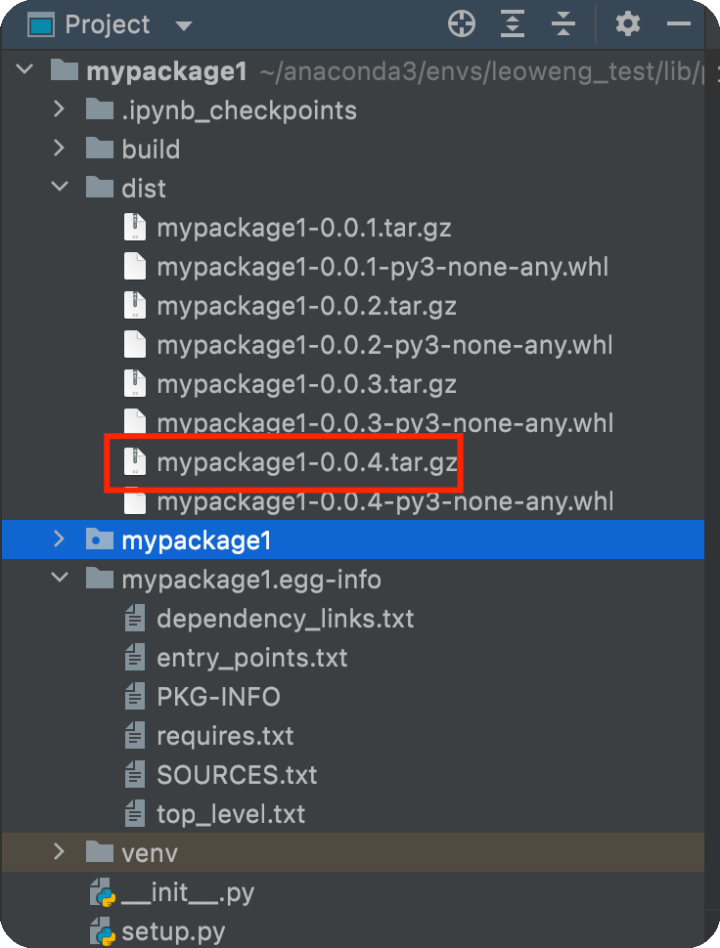 Project
mypackage1 ~/anaconda3/envs/leoweng_test/lib/
.ipynb_checkpoints
build
dist
mypackage1-0.0.1.tar.gz
mypackage1-0.0.1-py3-none-any.whl
mypackage1-0.0.2.tar.gz
mypackage1-0.0.2-py3-none-any.whl
mypackage1-0.0.3.tar.gz
mypackage1-0.0.3-py3-none-any.whl
mypackage1-0.0.4.tar.gz
mypackage1-0.0.4-py3-none-any.whl
mypackage1
mypackage1.egg-info
dependency_links.txt
entry_points.txt
PKG-INFO
requires.txt
SOURCES.txt
top_level.txt
venv
__init__.py
setup.py